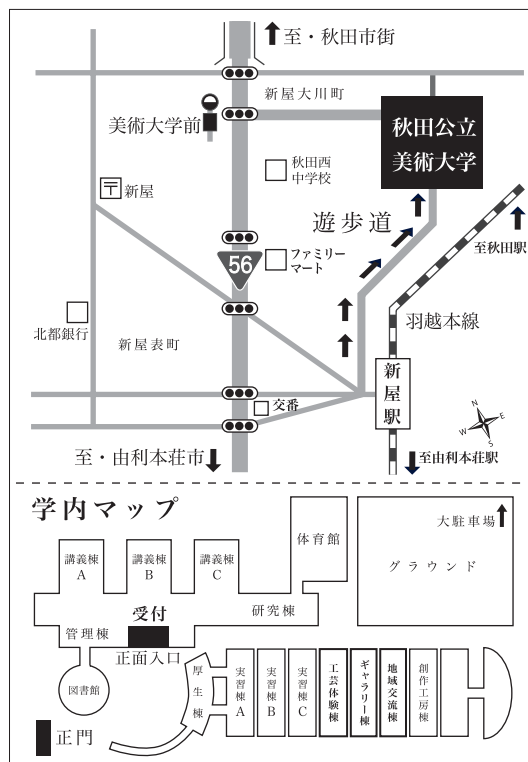 至・秋田市街
新屋大川町
美術大学前
秋田公立
美術大学
秋田西
中学校
〒
新屋
遊歩道
至秋田駅
ファミリー
マート
56
北都銀行
羽越本線
新屋表町
新屋駅
交番
N
E
W
S
至・由利本荘市
至由利本荘駅
学内マップ
大駐車場
体育館
グラウンド
講義棟
A
講義棟
B
講義棟
C
受付
研究棟
管理棟
正面入口
図書館
厚生棟
実習棟A
実習棟B
実習棟C
工芸体験棟
ギャラリー棟
地域交流棟
創作工房棟
正門